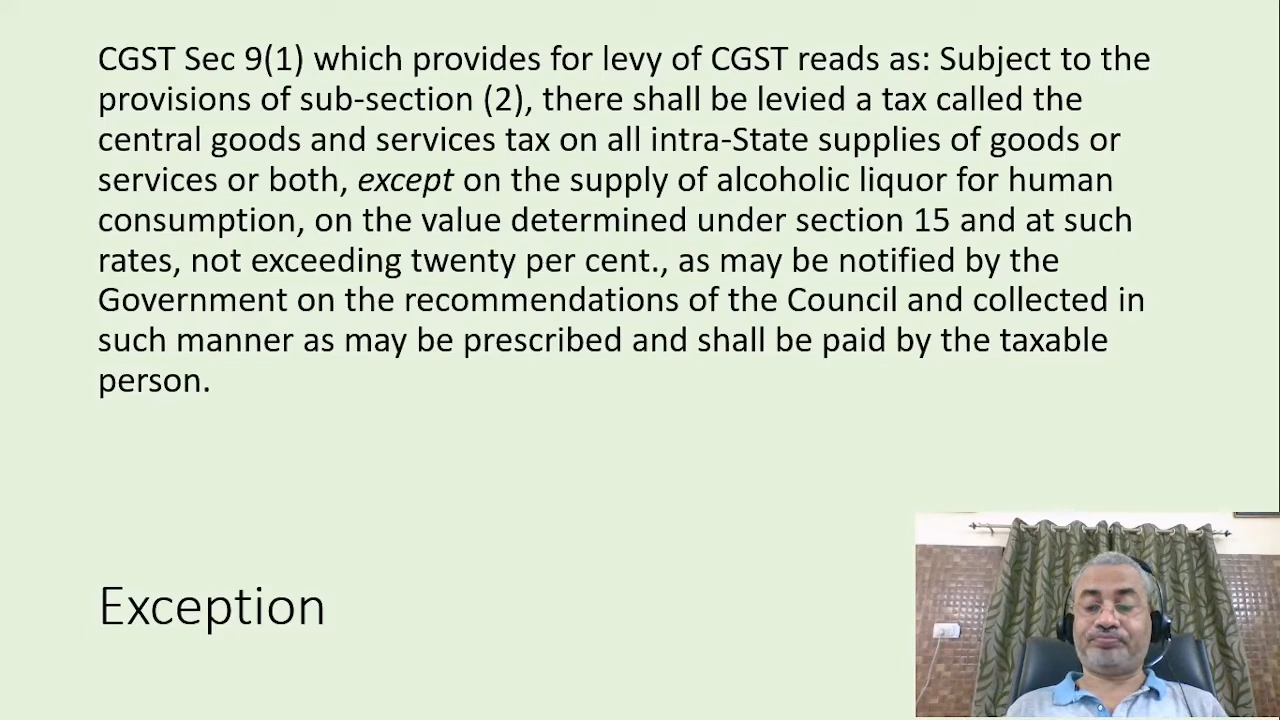 CGST Sec 9(1) which provides for levy of CGST reads as: Subject to the
provisions of sub-section (2), there shall be levied a tax called the
central goods and services tax on all intra-State supplies of goods or
services or both, except on the supply of alcoholic liquor for human
consumption, on the value determined under section 15 and at such
rates, not exceeding twenty per cent., as may be notified by the
Government on the recommendations of the Council and collected in
such manner as may be prescribed and shall be paid by the taxable
person.
Exception